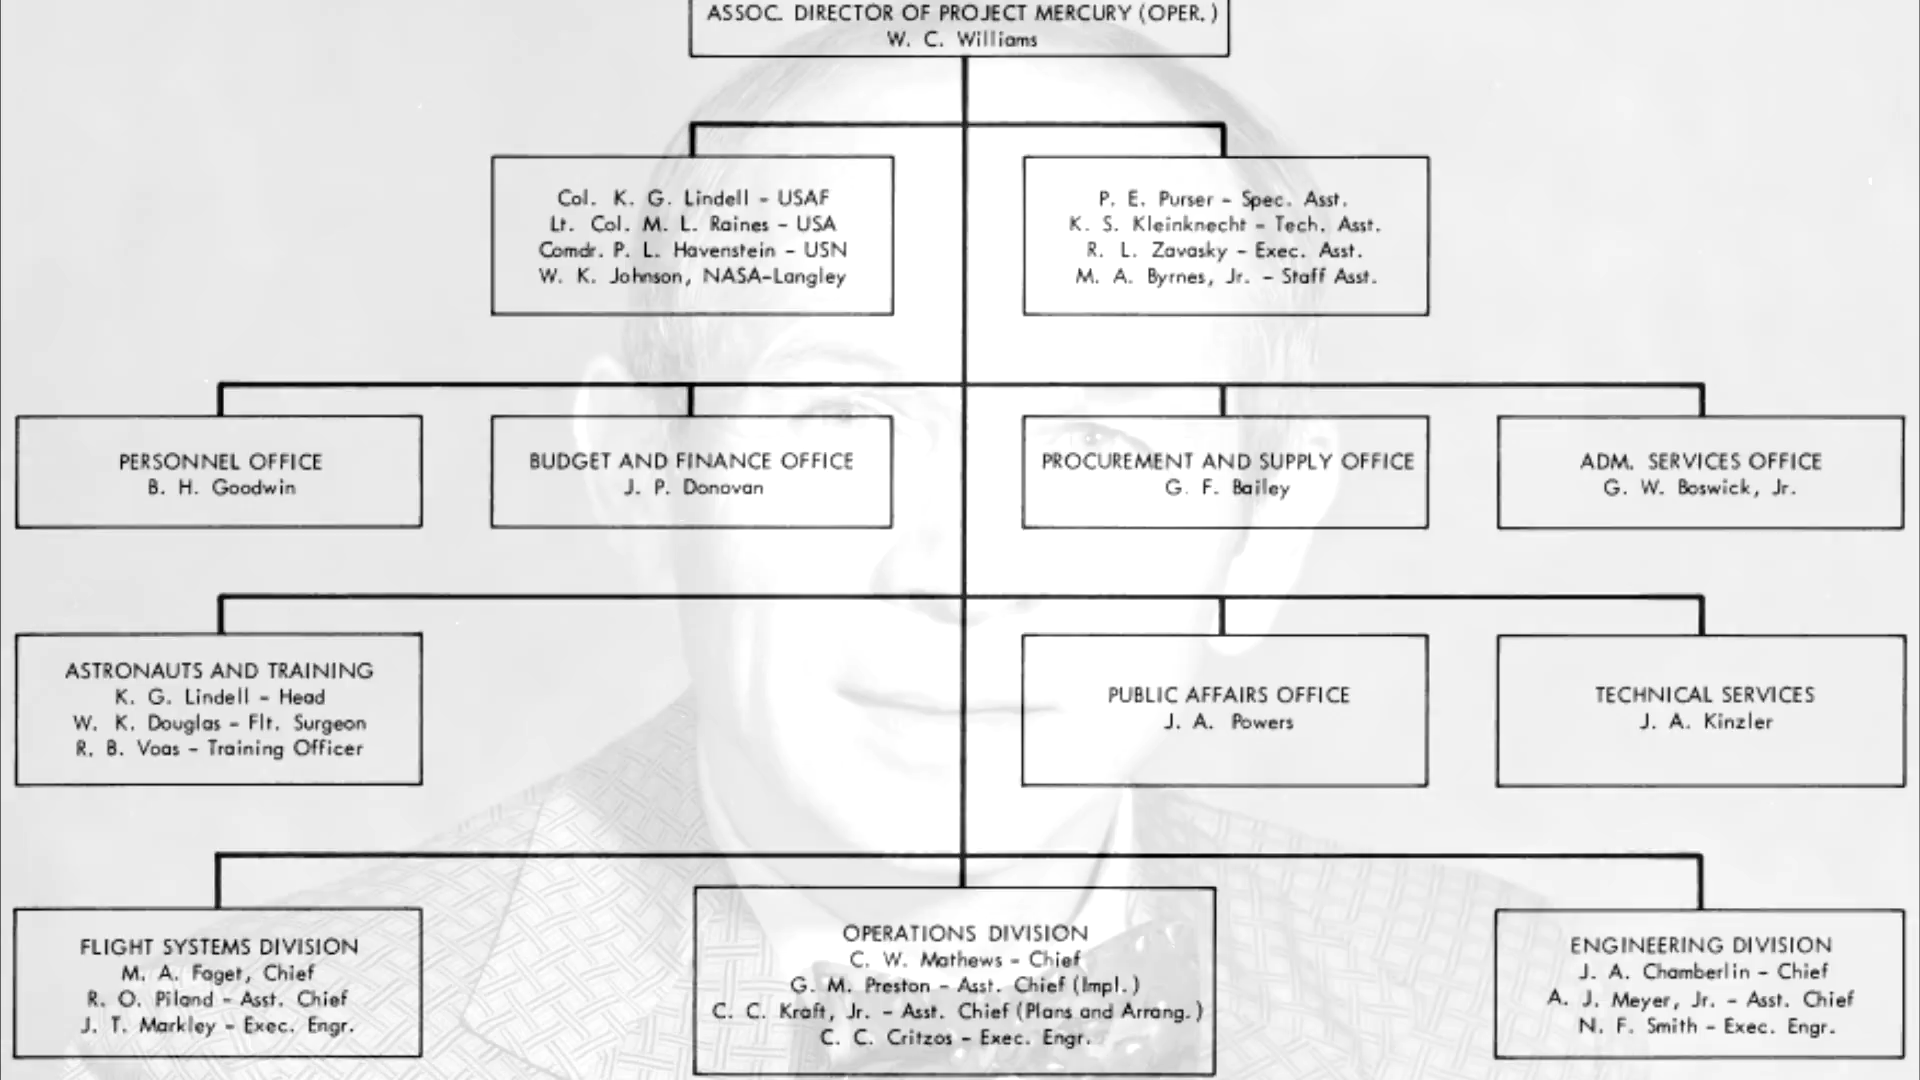 ASSOC. DIRECTOR OF PROJECT MERCURY (OPER.)
W. C. Williams
Col. K. G. Lindell - USAF
Lt. Col. M. L. Raines - USA
Comdr. P. L. Havenstein - USN
W. K. Johnson, NASA-Langley
P. E. Purser - Spec. Asst.
K. S. Kleinknecht - Tech. Asst.
R. L. Zavasky - Exec. Asst.
M. A. Byrnes, Jr. - Staff Asst.
PERSONNEL OFFICE
B. H. Goodwin
BUDGET AND FINANCE OFFICE
J. P. Donovan
PROCUREMENT AND SUPPLY OFFICE
G. F. Bailey
ADM. SERVICES OFFICE
G. W. Boswick, Jr.
ASTRONAUTS AND TRAINING
K. G. Lindell - Head
W. K. Douglas - Flt. Surgeon
R. B. Voas - Training Officer
PUBLIC AFFAIRS OFFICE
J. A. Powers
TECHNICAL SERVICES
J. A. Kinzler
FLIGHT SYSTEMS DIVISION
M. A. Faget, Chief
R. O. Piland - Asst. Chief
J. T. Markley - Exec. Engr.
OPERATIONS DIVISION
C. W. Mathews - Chief
G. M. Preston - Asst. Chief (Impl.)
C. C. Kraft, Jr. - Asst. Chief (Plans and Arrang.)
C. C. Critzos - Exec. Engr.
ENGINEERING DIVISION
J. A. Chamberlin - Chief
A. J. Meyer, Jr. - Asst. Chief
N. F. Smith - Exec. Engr.